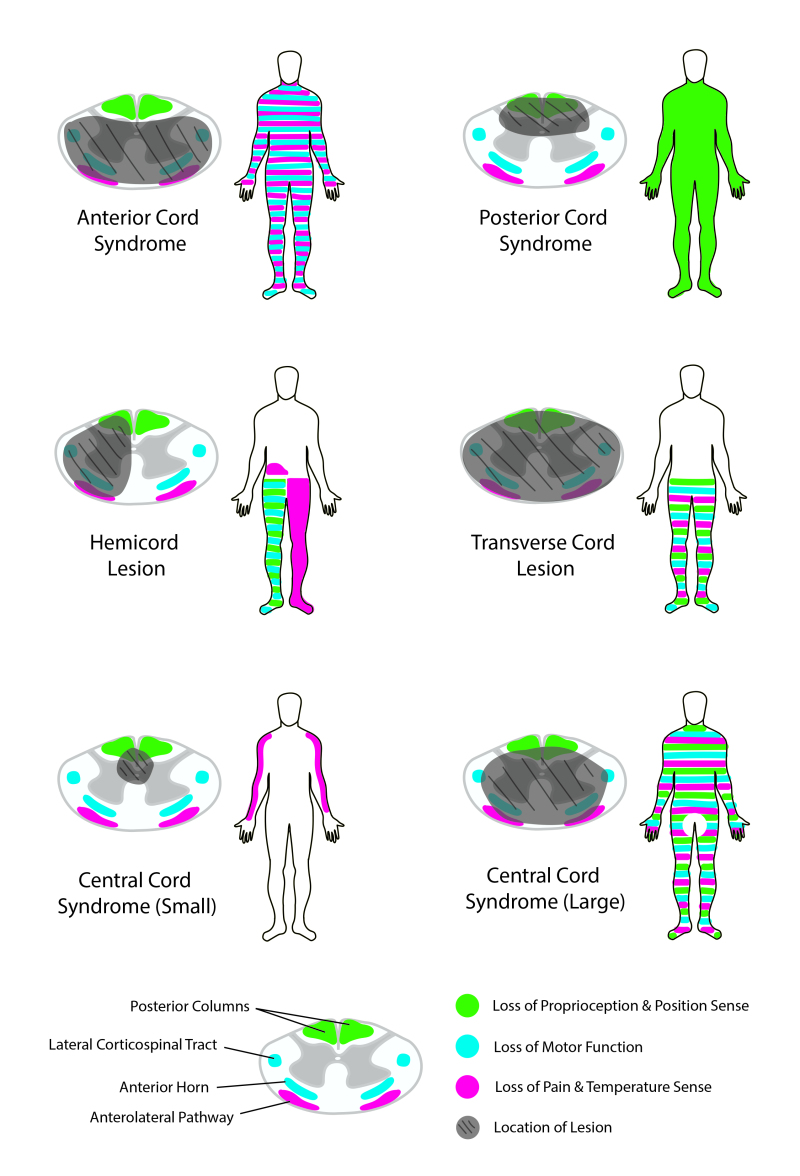 Anterior Cord
Syndrome
Posterior Cord
Syndrome
Hemicord
Lesion
Transverse Cord
Lesion
Central Cord
Syndrome (Small)
Central Cord
Syndrome (Large)
Posterior Columns
Lateral Corticospinal Tract
Anterior Horn
Anterolateral Pathway
Loss of Proprioception & Position Sense
Loss of Motor Function
Loss of Pain & Temperature Sense
Location of Lesion